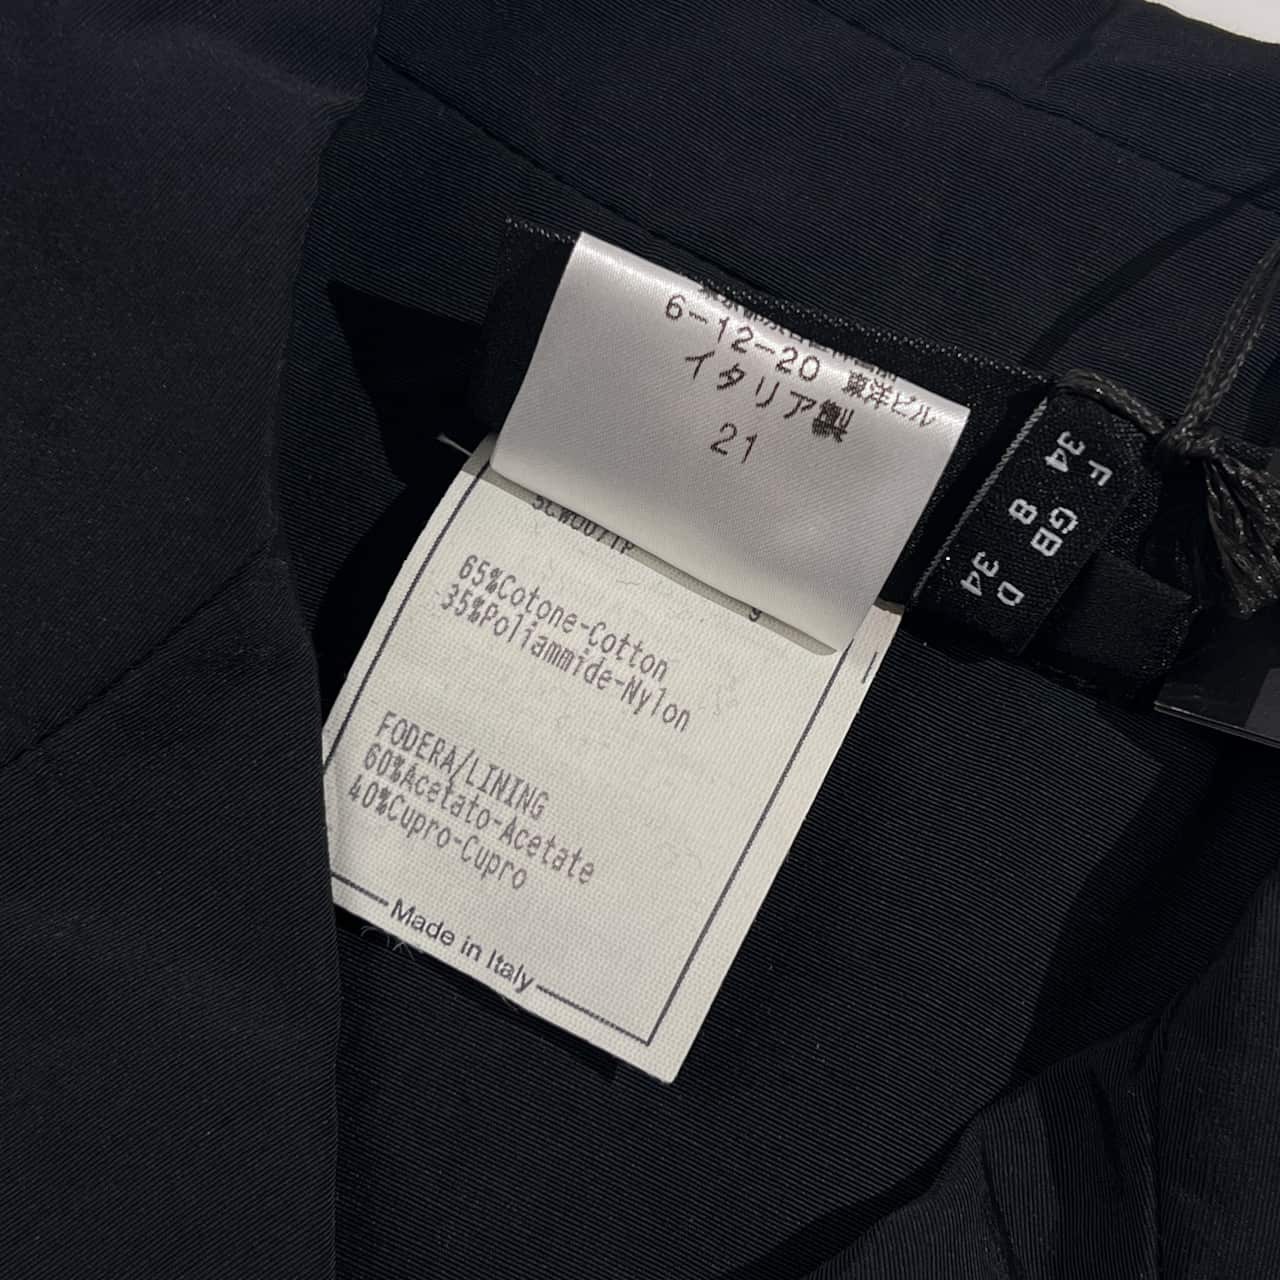 6-12-20 東洋ビル
イタリア製
21
F GB D
34 8 34
9
65%Cotone-Cotton
35%Poliammide-Nylon
FODERA/LINING
60%Acetato-Acetate
40%Cupro-Cupro
Made in Italy